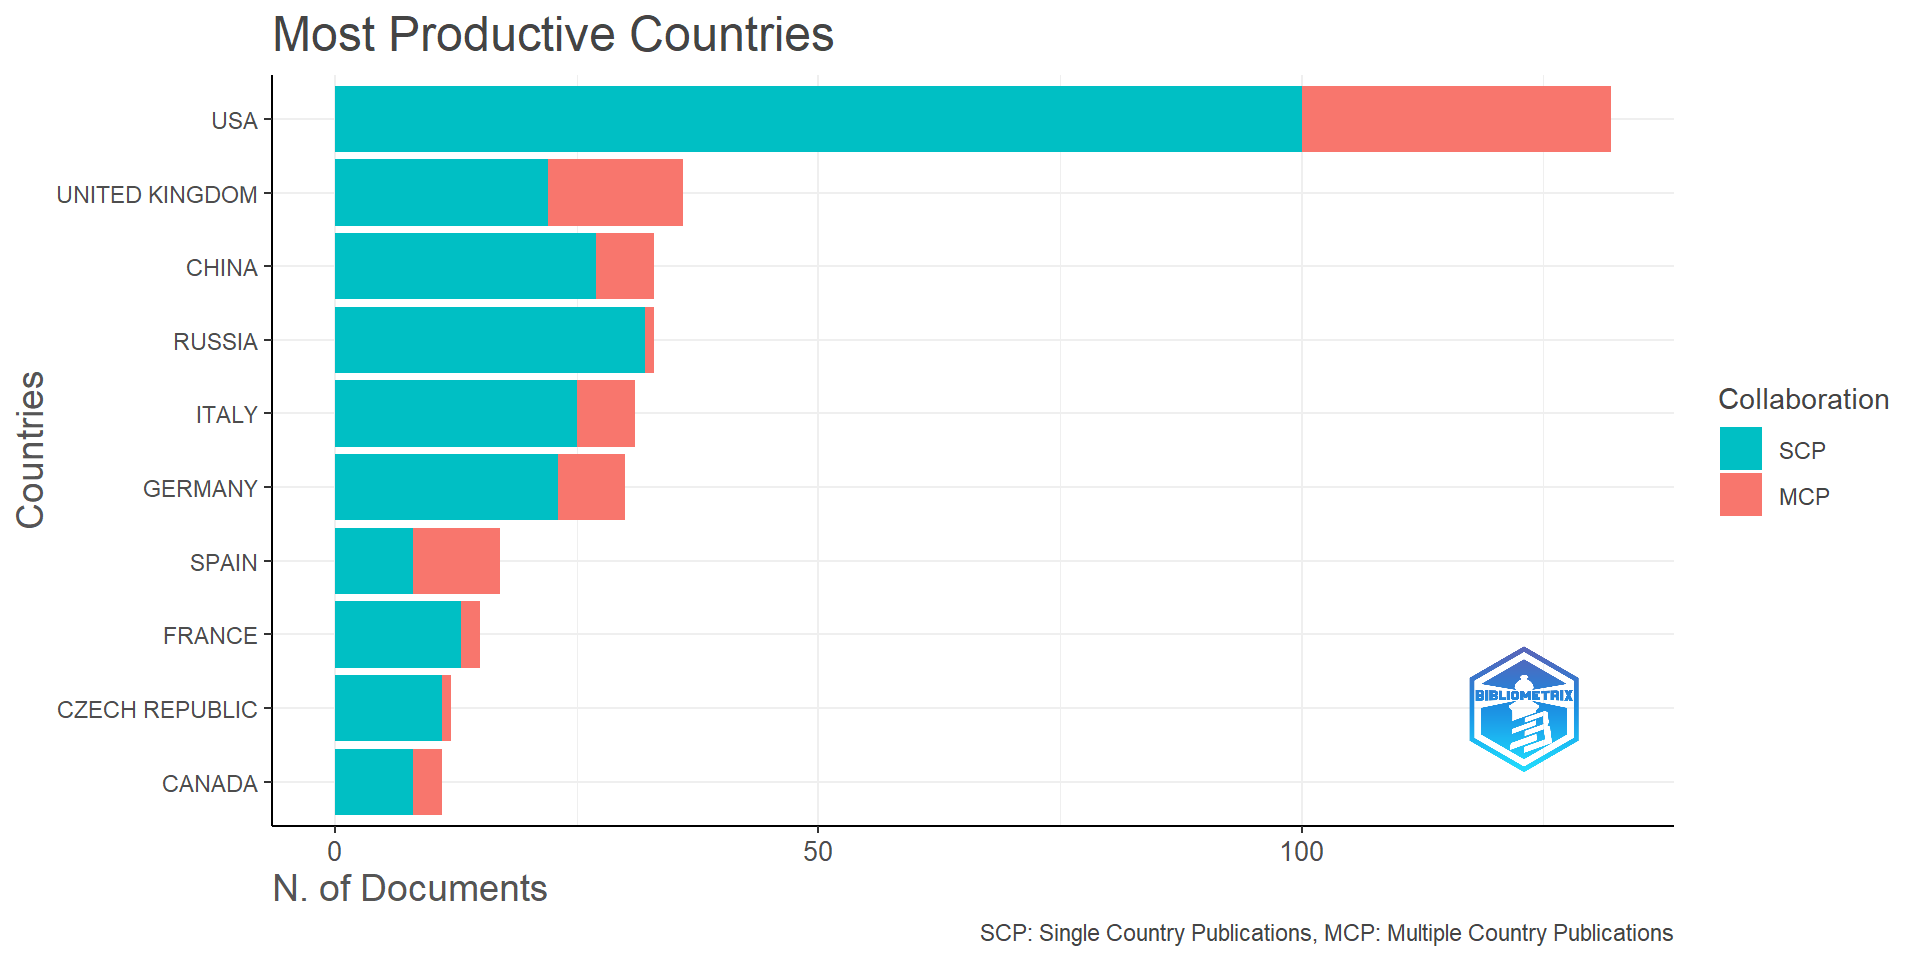 Most Productive Countries
USA
UNITED KINGDOM
CHINA
RUSSIA
ITALY
GERMANY
SPAIN
FRANCE
CZECH REPUBLIC
CANADA
Countries
0 50 100
N. of Documents
Collaboration
SCP
MCP
BIBLIOMETRIX
SCP: Single Country Publications, MCP: Multiple Country Publications